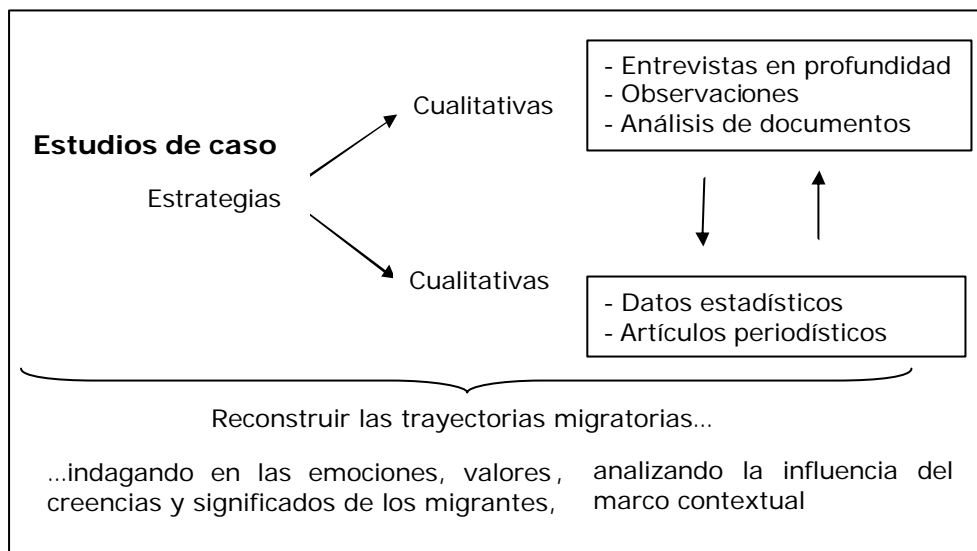 - Entrevistas en profundidad
Cualitativas
- Observaciones
- Análisis de documentos
Estudios de caso
Estrategias
Cualitativas
- Datos estadísticos
- Artículos periodísticos
Reconstruir las trayectorias migratorias...
...indagando en las emociones, valores,
creencias y significados de los migrantes,
analizando la influencia del
marco contextual